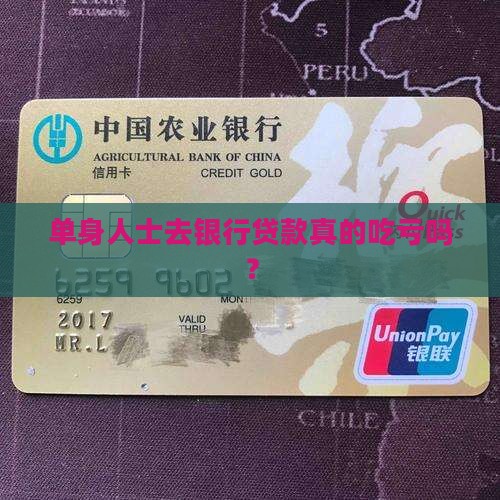 PERU
中国农业银行
AGRICULTURAL BANK OF CHINA
信用卡
CREDIT GOLD
Quick
单身人士去银行贷款真的吃亏吗
?
6259 9602
6259
MON
2017
VALID
THRU
MR.L
UnionPay
银联
CHILE